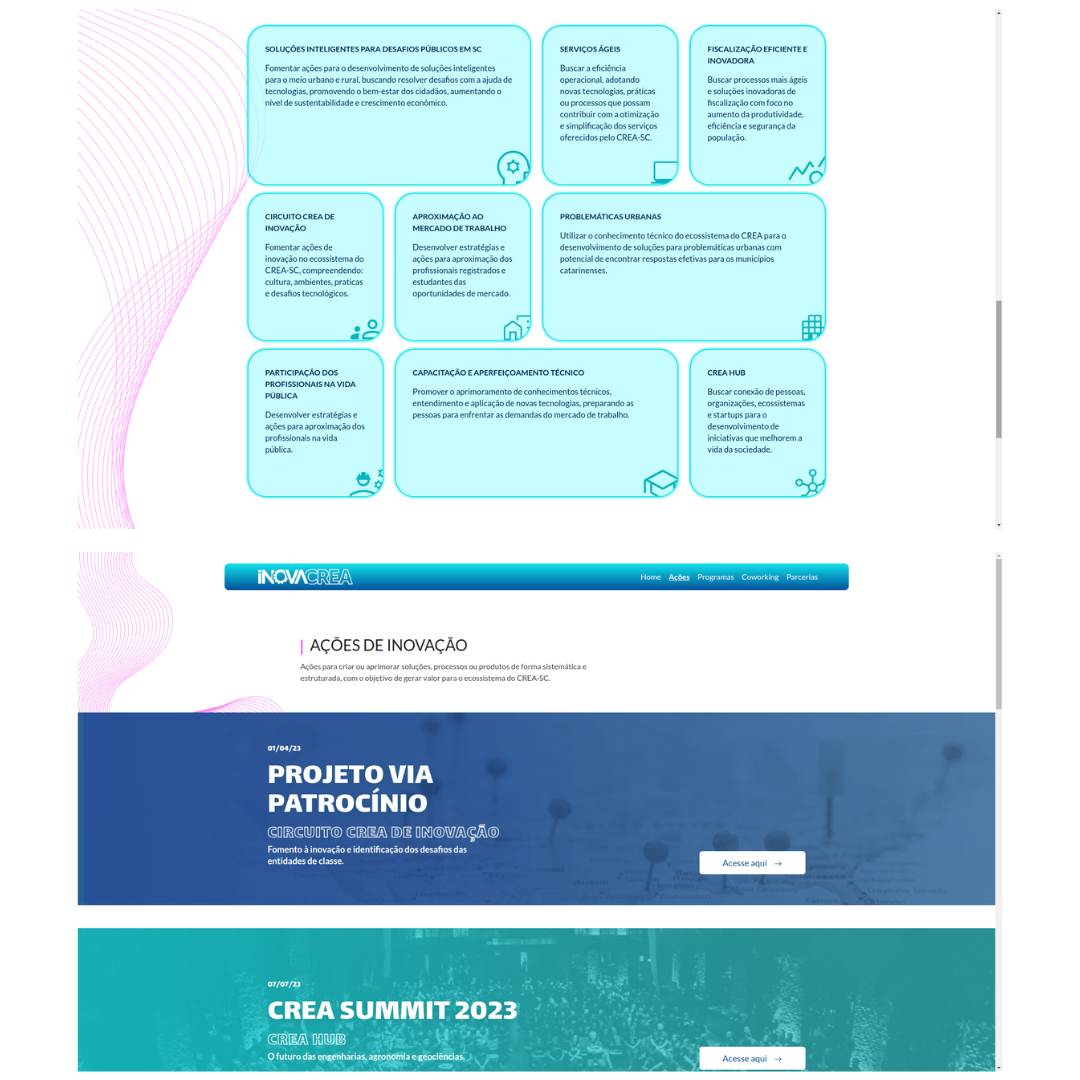 SOLUÇÕES INTELIGENTES PARA DESAFIOS PÚBLICOS EM SC
Fomentar ações para o desenvolvimento de soluções inteligentes
para o meio urbano e rural, buscando resolver desafios com a ajuda de
tecnologias, promovendo o bem-estar dos cidadãos, aumentando o
nível de sustentabilidade e crescimento econômico.
SERVIÇOS ÁGEIS
Buscar a eficiência
operacional, adotando
novas tecnologias, práticas
ou processos que possam
contribuir com a otimização
e simplificação dos serviços
oferecidos pelo CREA-SC.
FISCALIZAÇÃO EFICIENTE E
INOVADORA
Buscar processos mais ágeis
e soluções inovadoras de
fiscalização com foco no
aumento da produtividade,
eficiência e segurança da
população.
CIRCUITO CREA DE
INOVAÇÃO
Fomentar ações de
inovação no ecossistema do
CREA-SC, compreendendo:
cultura, ambientes, praticas
e desafios tecnológicos.
APROXIMAÇÃO AO
MERCADO DE TRABALHO
Desenvolver estratégias e
ações para aproximação dos
profissionais registrados e
estudantes das
oportunidades de mercado.
PROBLEMÁTICAS URBANAS
Utilizar o conhecimento técnico do ecossistema do CREA para o
desenvolvimento de soluções para problemáticas urbanas com
potencial de encontrar respostas efetivas para os municípios
catarinenses.
PARTICIPAÇÃO DOS
PROFISSIONAIS NA VIDA
PÚBLICA
Desenvolver estratégias e
ações para aproximação dos
profissionais na vida
pública.
CAPACITAÇÃO E APERFEIÇOAMENTO TÉCNICO
Promover o aprimoramento de conhecimentos técnicos,
entendimento e aplicação de novas tecnologias, preparando as
pessoas para enfrentar as demandas do mercado de trabalho.
CREA HUB
Buscar conexão de pessoas,
organizações, ecossistemas
e startups para o
desenvolvimento de
iniciativas que melhorem a
vida da sociedade.
INOVACREA
Home Ações Programas Coworking Parcerias
AÇÕES DE INOVAÇÃO
Ações para criar ou aprimorar soluções, processos ou produtos de forma sistemática e
estruturada, com o objetivo de gerar valor para o ecossistema do CREA-SC.
01/04/23
PROJETO VIA
PATROCÍNIO
CIRCUITO CREA DE INOVAÇÃO
Fomento à inovação e identificação dos desafios das
entidades de classe.
Acesse aqui →
07/07/23
CREA SUMMIT 2023
CREA HUB
O futuro das engenharias, agronomia e geociências.
Acesse aqui →